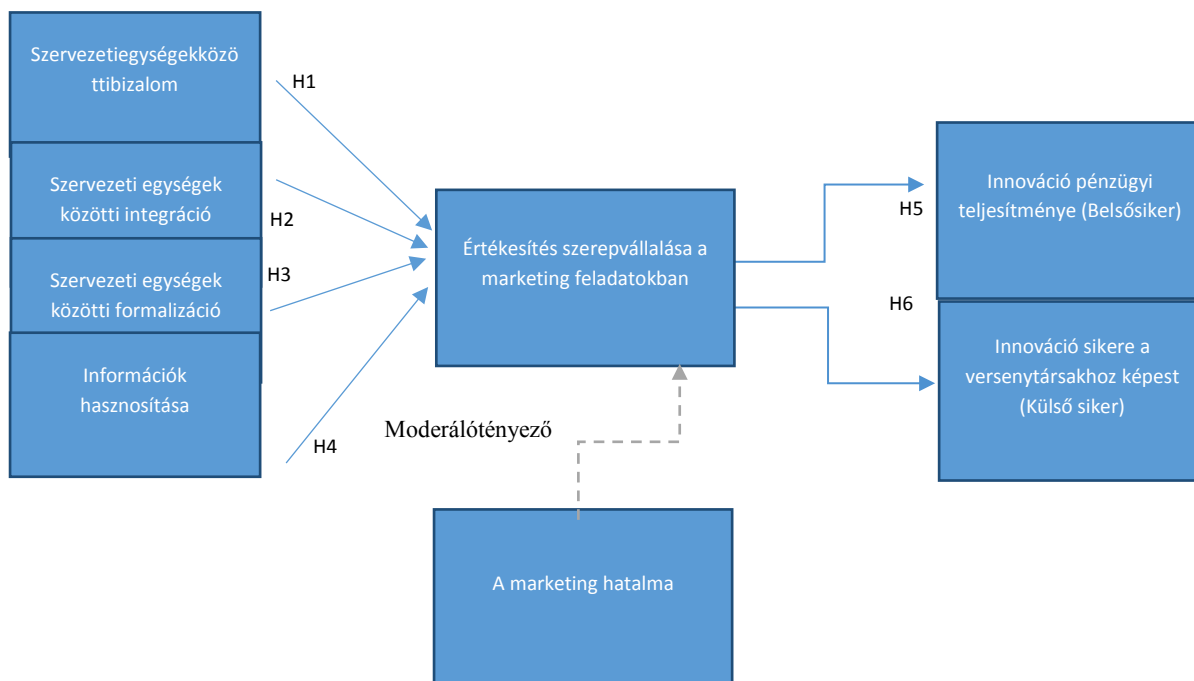 Szervezetiegységekközö
ttibizalom
H1
Szervezeti egységek
közötti integráció
H2
Szervezeti egységek
közötti formalizáció
H3
Információk
hasznosítása
H4
Értékesítés szerepvállalása a
marketing feladatokban
Moderálótényező
A marketing hatalma
H5
Innováció pénzügyi
teljesítménye (Belsősiker)
H6
Innováció sikere a
versenytársakhoz képest
(Külső siker)